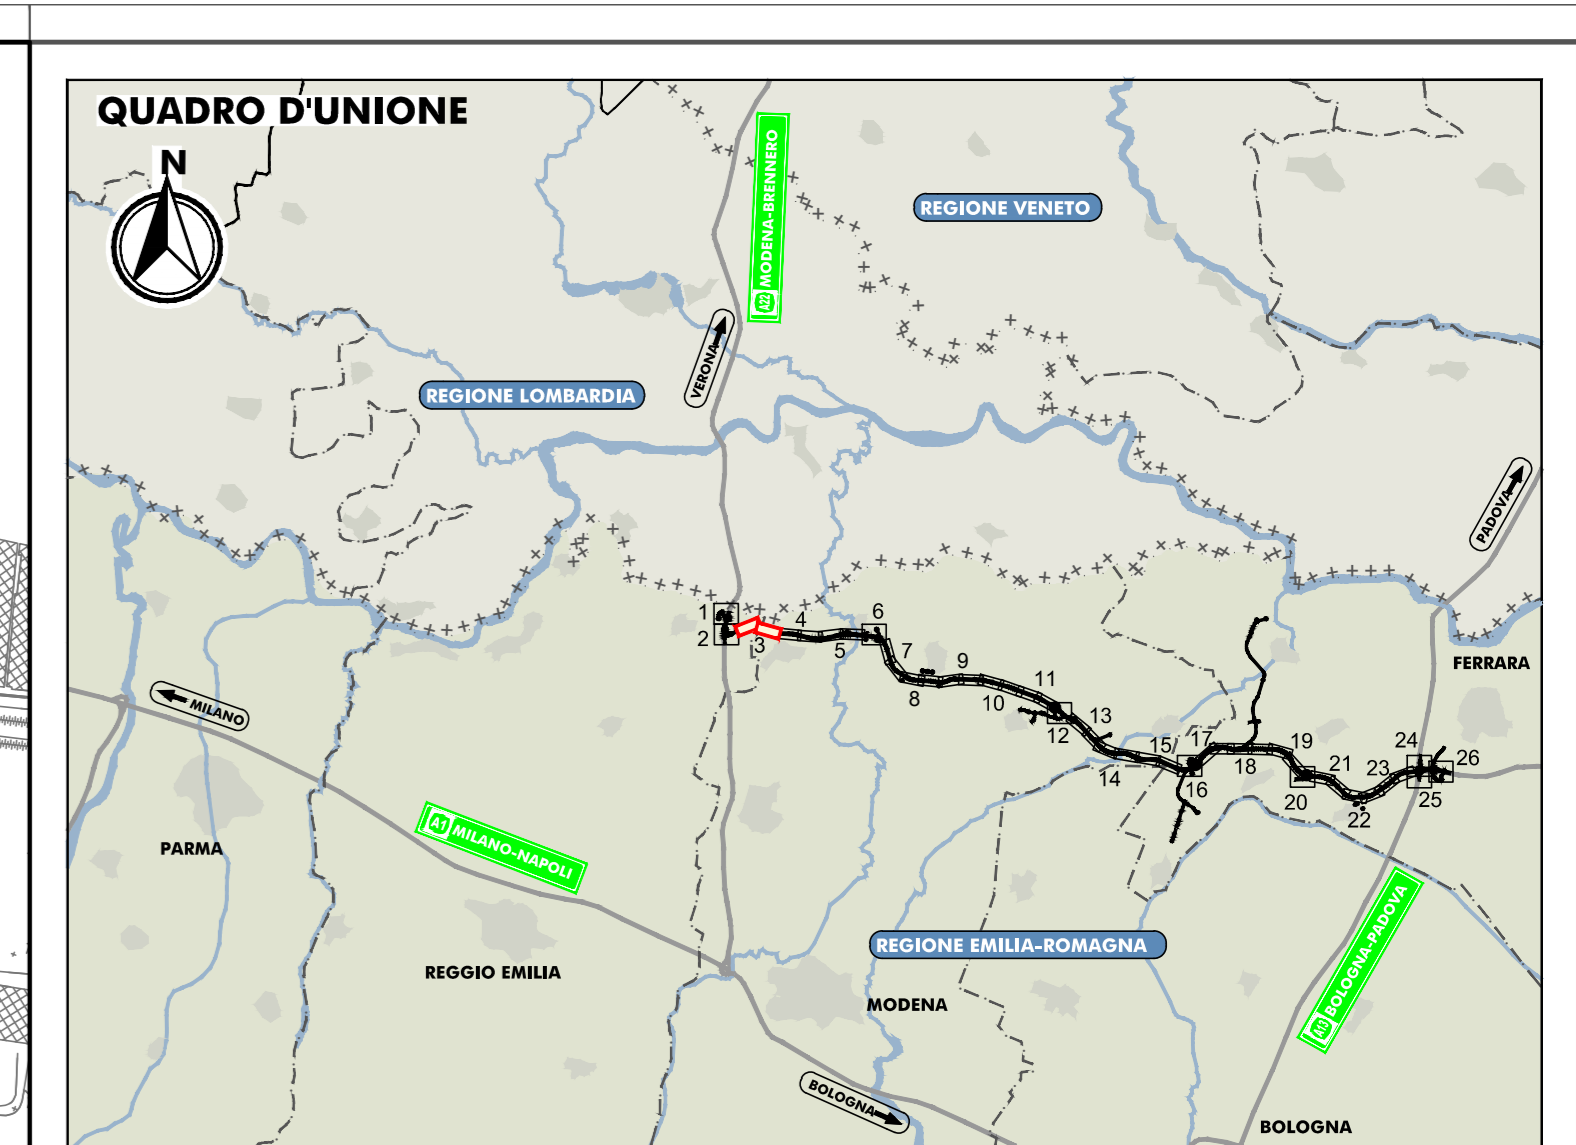 QUADRO D'UNIONE
N
A22 MODENA-BRENNERO
REGIONE VENETO
VERONA
REGIONE LOMBARDIA
PADOVA
1
2
3
4
5
6
7
8
9
10
11
12
13
14
15
16
17
18
19
20
21
22
23
24
25
26
FERRARA
MILANO
A1 MILANO-NAPOLI
PARMA
REGGIO EMILIA
REGIONE EMILIA-ROMAGNA
A13 BOLOGNA-PADOVA
MODENA
BOLOGNA
BOLOGNA